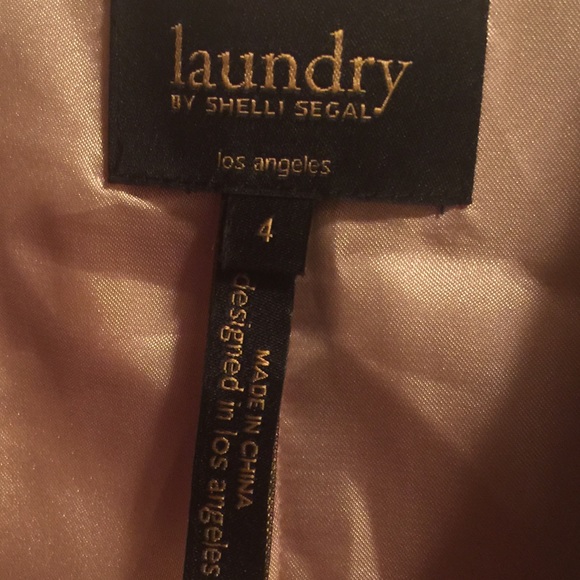 laundry
BY SHELLI SEGAL
los angeles
4
MADE IN CHINA
designed in los angeles